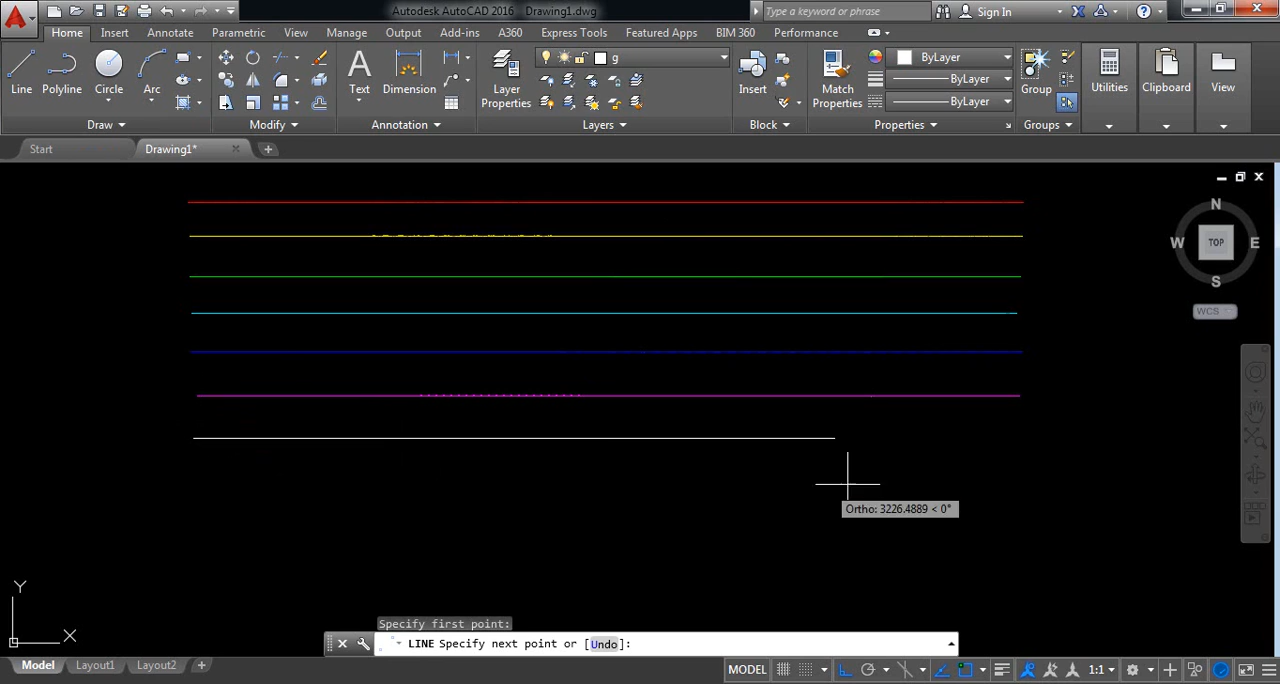 Autodesk AutoCAD 2016 Drawing1.dwg
Type a keyword or phrase
Sign In
Home Insert Annotate Parametric View Manage Output Add-ins A360 Express Tools Featured Apps BIM 360 Performance
Line Polyline Circle Arc
Text Dimension
Layer
Properties
g
Insert
Match
Properties
ByLayer
ByLayer
ByLayer
Group
Utilities
Clipboard
View
Draw Modify Annotation Layers Block Properties Groups
Start Drawing1*
N
W TOP E
S
WCS
Ortho: 3226.4889 < 0°
Y
X
Specify first point:
LINE Specify next point or [Undo]:
Model Layout1 Layout2
MODEL 1:1